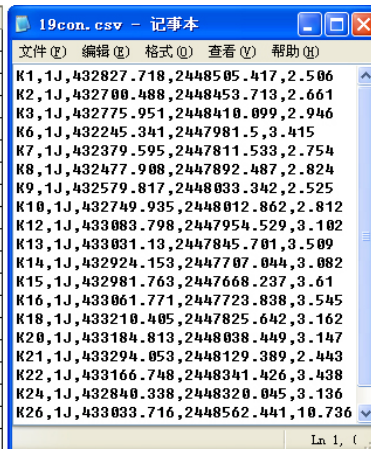 19con.csv - 记事本
文件(F) 编辑(E) 格式(O) 查看(V) 帮助(H)
K1,1J,432827.718,2448505.417,2.506
K2,1J,432700.488,2448453.713,2.661
K3,1J,432775.951,2448410.099,2.946
K6,1J,432245.341,2447981.5,3.415
K7,1J,432379.595,2447811.533,2.754
K8,1J,432477.908,2447892.487,2.824
K9,1J,432579.817,2448033.342,2.525
K10,1J,432749.935,2448012.862,2.812
K12,1J,433083.798,2447954.529,3.102
K13,1J,433031.13,2447845.701,3.509
K14,1J,432924.153,2447707.044,3.082
K15,1J,432981.763,2447668.237,3.61
K16,1J,433061.771,2447723.838,3.545
K18,1J,433210.405,2447825.642,3.162
K20,1J,433184.813,2448038.449,3.147
K21,1J,433294.053,2448129.389,2.443
K22,1J,433166.748,2448341.426,3.438
K24,1J,432840.338,2448320.045,3.136
K26,1J,433033.716,2448562.441,10.736
Ln 1, (